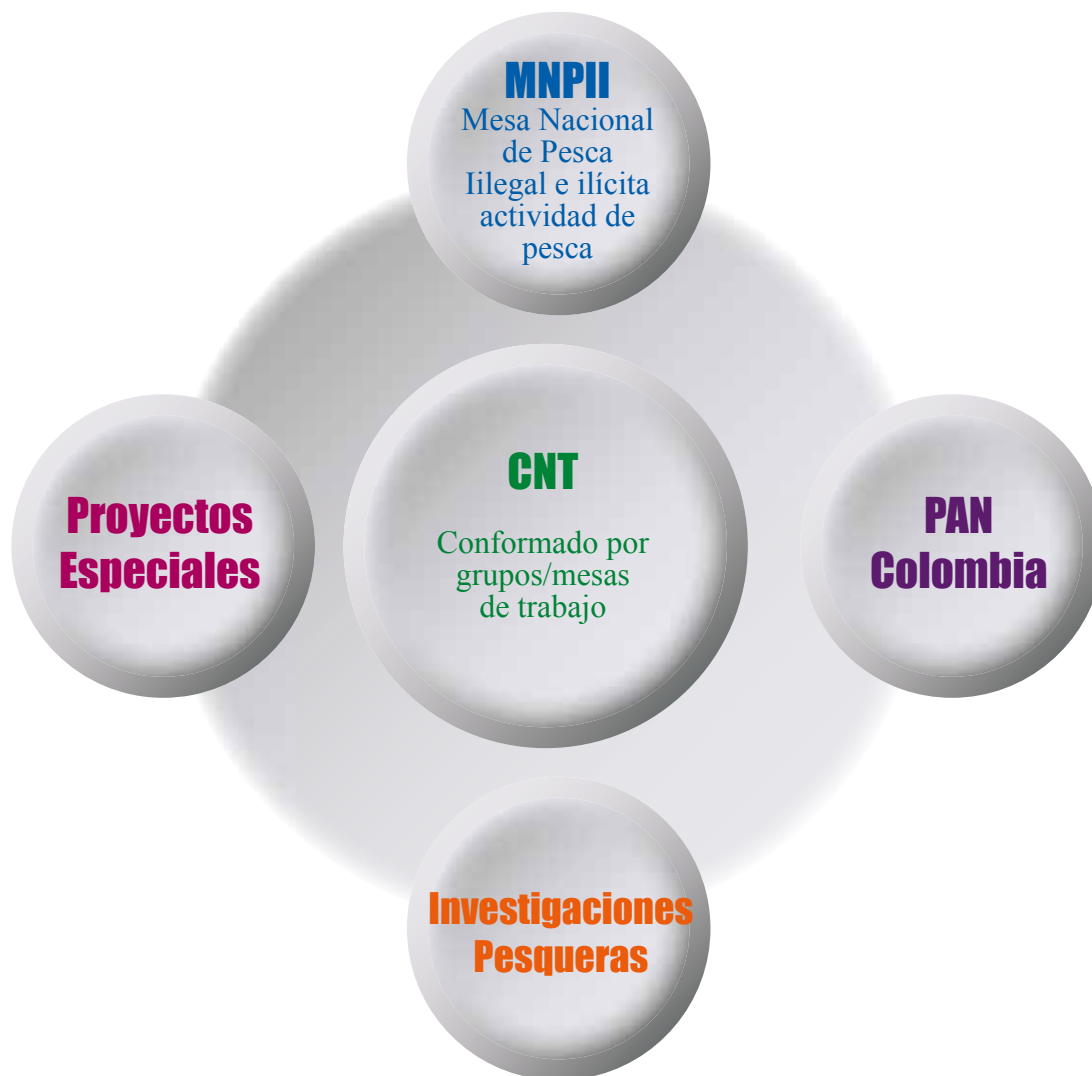 MNPII
Mesa Nacional
de Pesca
Iilegal e ilícita
actividad de
pesca
CNT
Conformado por
grupos/mesas
de trabajo
Proyectos
Especiales
PAN
Colombia
Investigaciones
Pesqueras